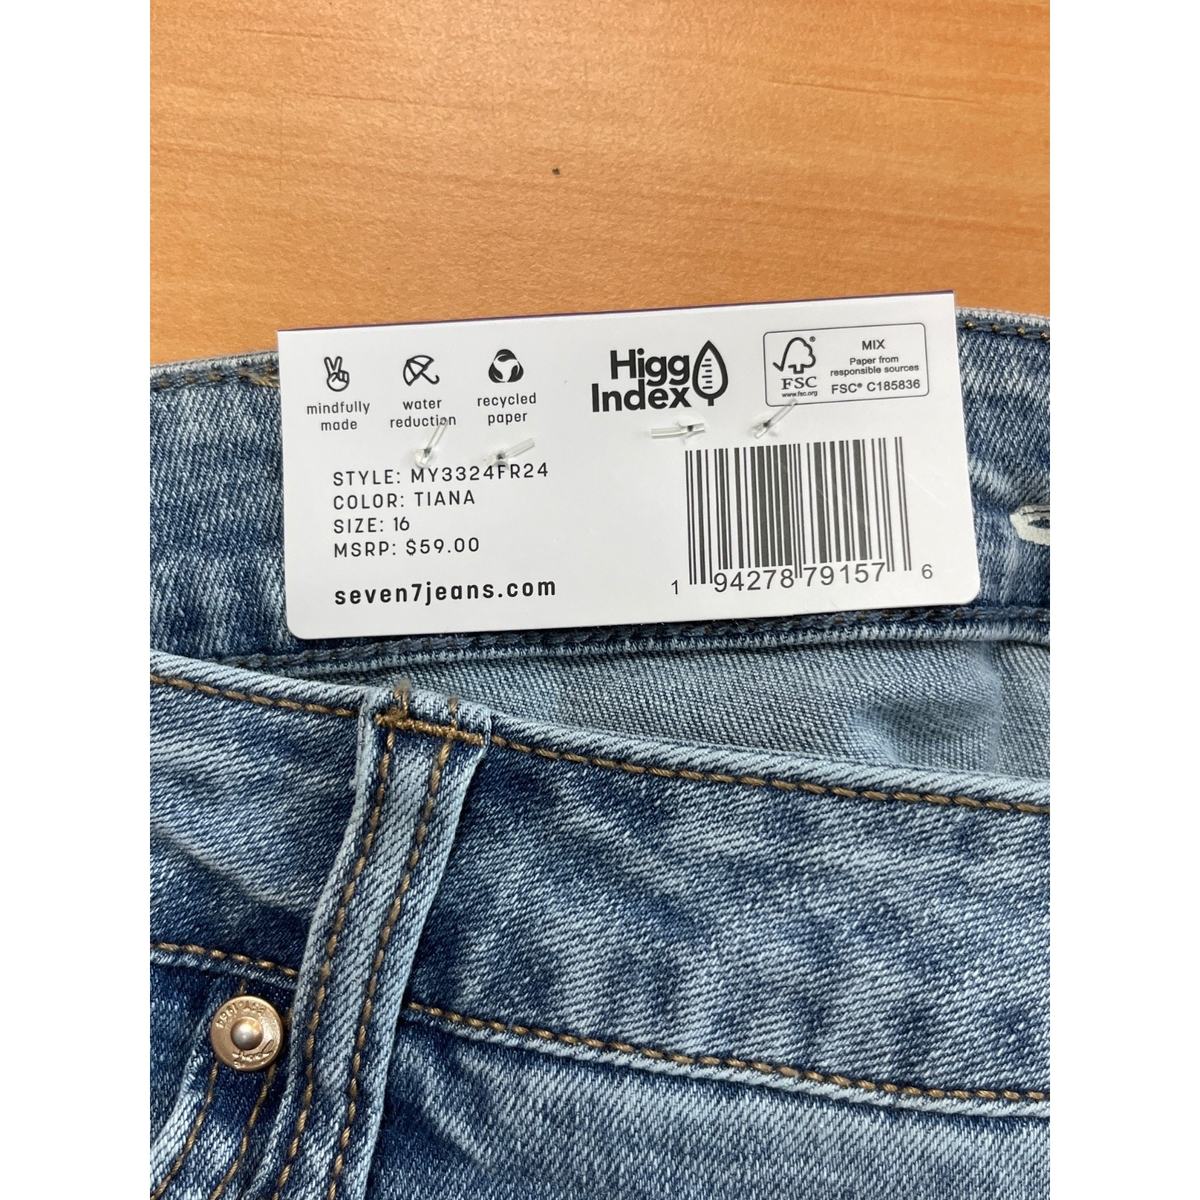 mindfully
made
water
reduction
recycled
paper
Higg
Index
FSC®
www.fsc.org
MIX
Paper from
responsible sources
FSC® C185836
STYLE: MY3324FR24
COLOR: TIANA
SIZE: 16
MSRP: $59.00
seven7jeans.com
1 94278 79157 6